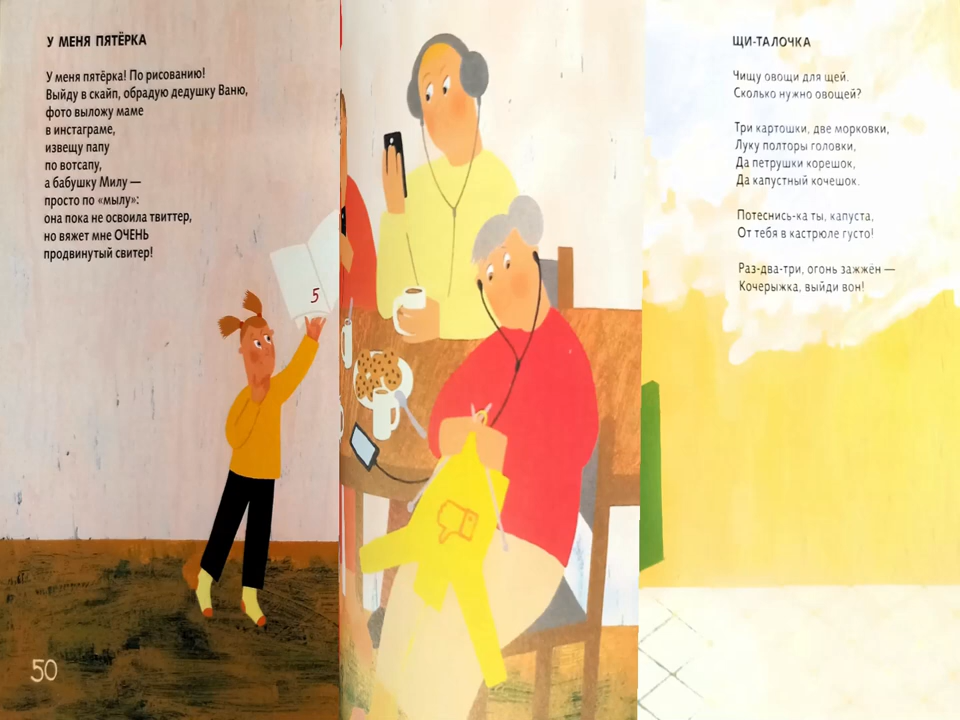 У МЕНЯ ПЯТЁРКА
У меня пятёрка! По рисованию!
Выйду в скайп, обрадую дедушку Ваню,
фото выложу маме
в инстаграме,
извещу папу
по вотсапу,
а бабушку Милу —
просто по «мылу»:
она пока не освоила твиттер,
но вяжет мне ОЧЕНЬ
продвинутый свитер!
5
50
ЩИ-ТАЛОЧКА
Чищу овощи для щей.
Сколько нужно овощей?
Три картошки, две морковки,
Луку полторы головки,
Да петрушки корешок,
Да капустный кочешок.
Потеснись-ка ты, капуста,
От тебя в кастрюле густо!
Раз-два-три, огонь зажжён —
Кочерыжка, выйди вон!